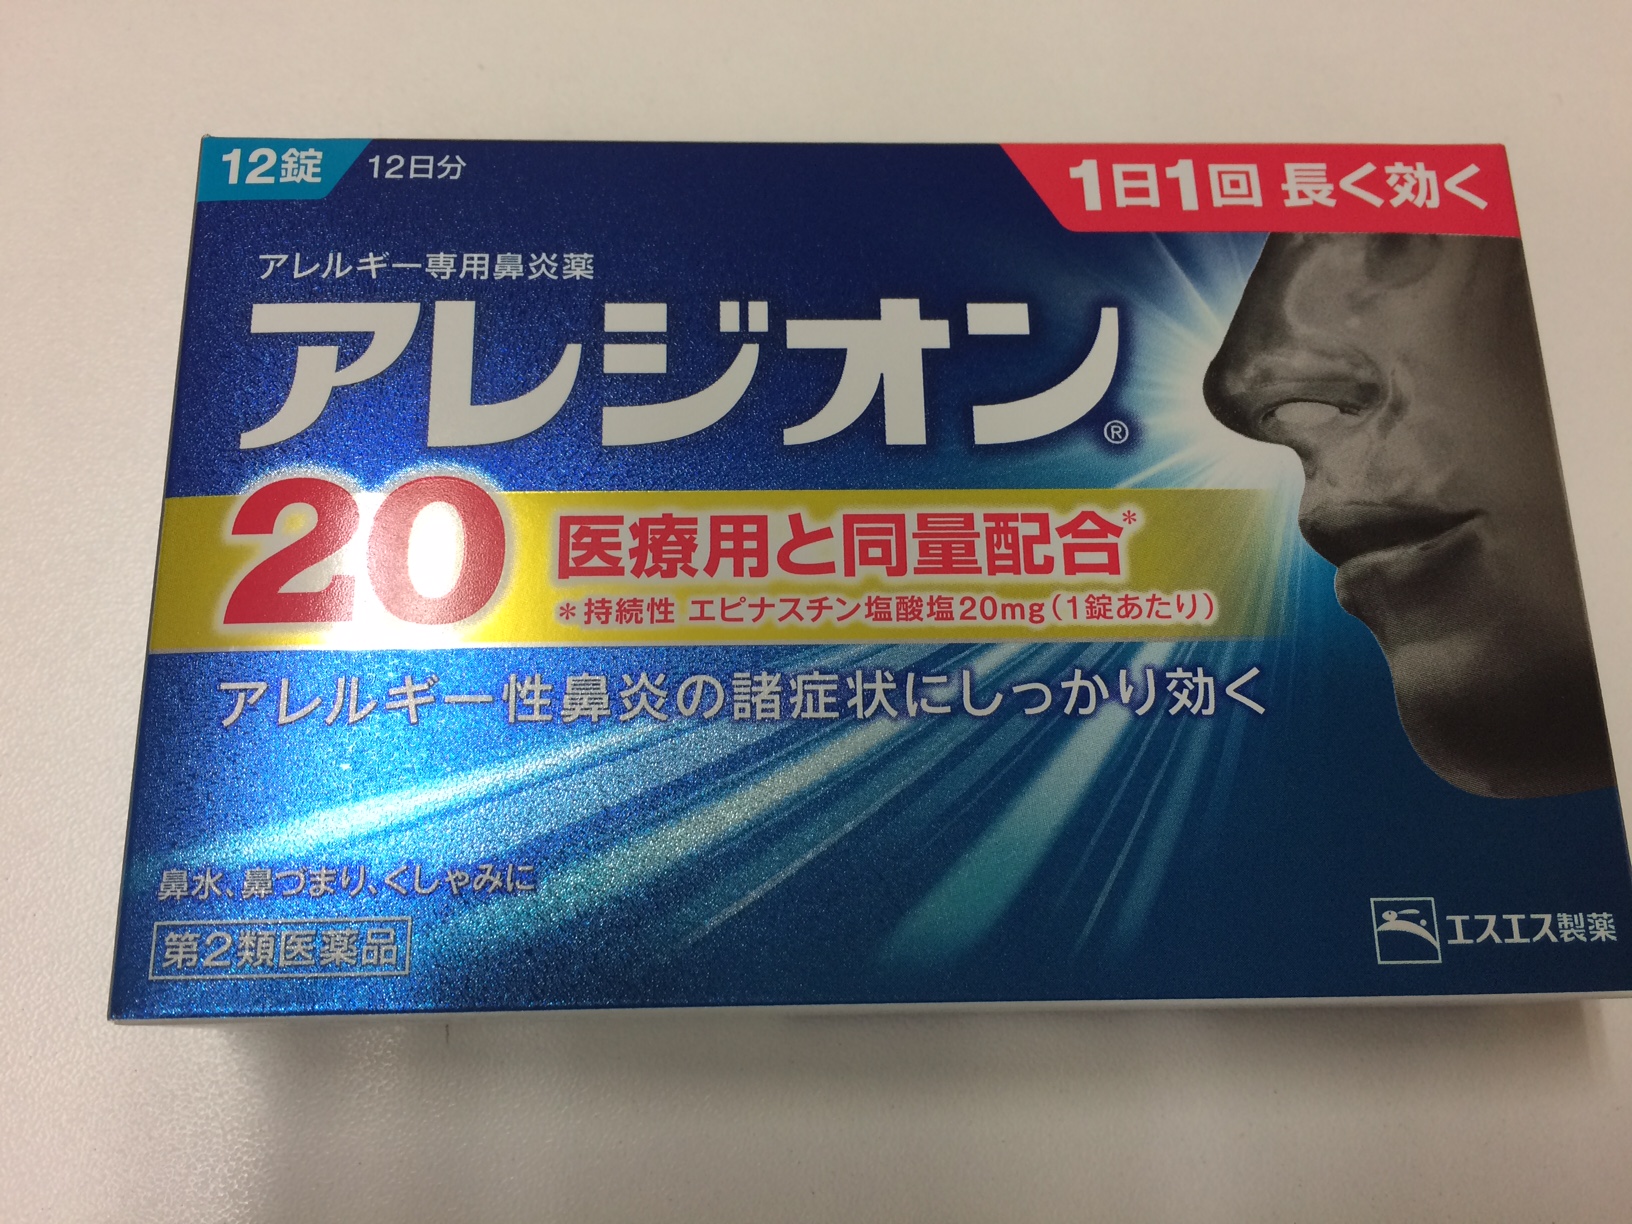 12錠 12日分
1日1回 長く効く
アレルギー専用鼻炎薬
アレジオン®
20 医療用と同量配合*
*持続性 エピナスチン塩酸塩20mg(1錠あたり)
アレルギー性鼻炎の諸症状にしっかり効く
鼻水、鼻づまり、くしゃみに
第2類医薬品
エスエス製薬